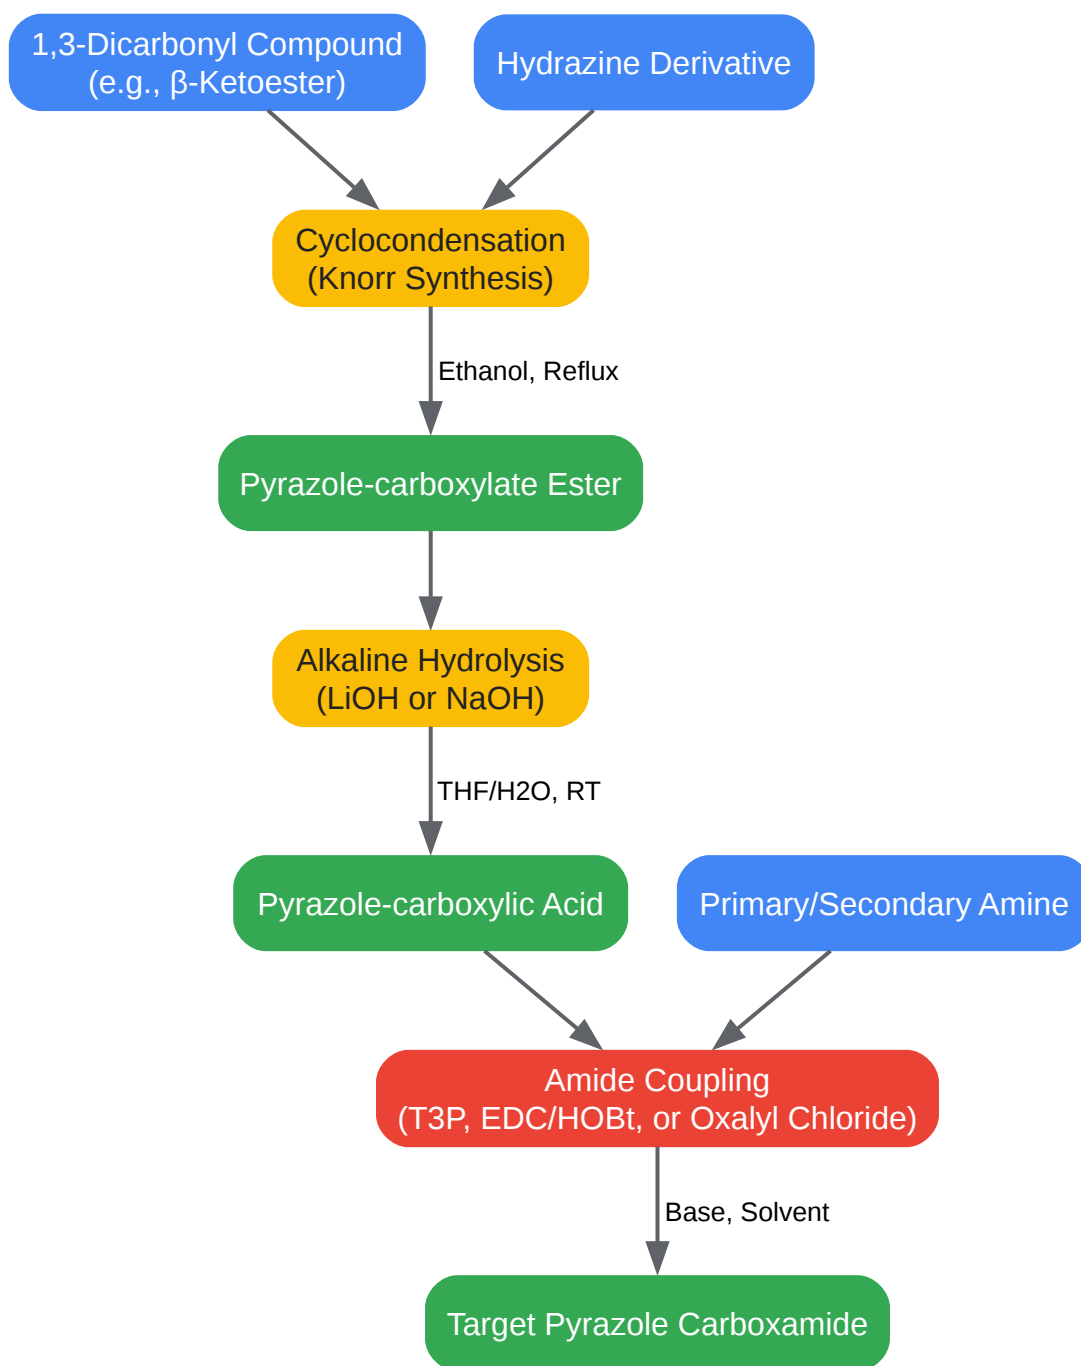 1,3-Dicarbonyl Compound
(e.g., β-Ketoester)
Hydrazine Derivative
Cyclocondensation
(Knorr Synthesis)
Ethanol, Reflux
Pyrazole-carboxylate Ester
Alkaline Hydrolysis
(LiOH or NaOH)
THF/H2O, RT
Pyrazole-carboxylic Acid
Primary/Secondary Amine
Amide Coupling
(T3P, EDC/HOBt, or Oxalyl Chloride)
Base, Solvent
Target Pyrazole Carboxamide